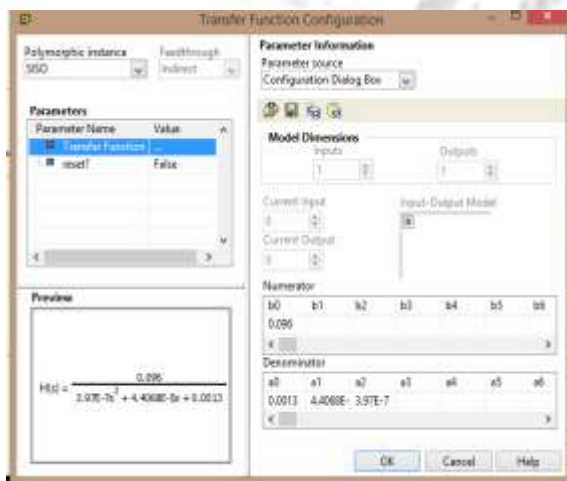 Transfer Function Configuration
Polymorphic instance
SISO
Feedthrough
Indirect
Parameters
Parameter Name Value
Transfer Function ...
reset? False
Preview
H(s) = 0.096
3.97E-7s² + 4.4068E-8s + 0.0013
Parameter Information
Parameter source
Configuration Dialog Box
Model Dimensions
Inputs
1
Outputs
1
Current Input
0
Current Output
0
Input-Output Model
Numerator
b0 b1 b2 b3 b4 b5 b6
0.096
Denominator
a0 a1 a2 a3 a4 a5 a6
0.0013 4.4068E- 3.97E-7
OK Cancel Help